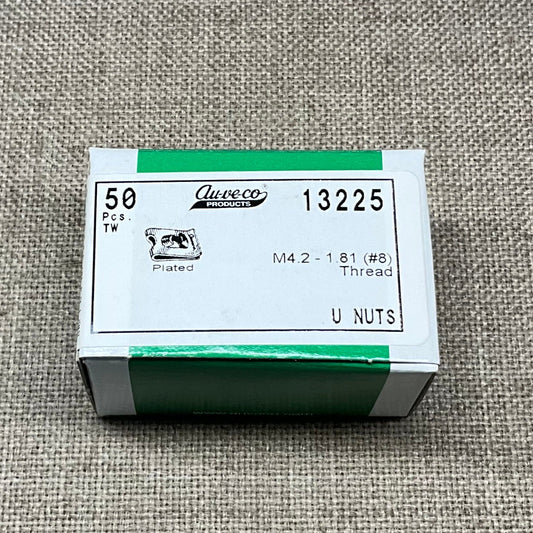 50
Pcs.
TW
au-ve-co
PRODUCTS
13225
Plated
M4.2 - 1.81 (#8)
Thread
U NUTS